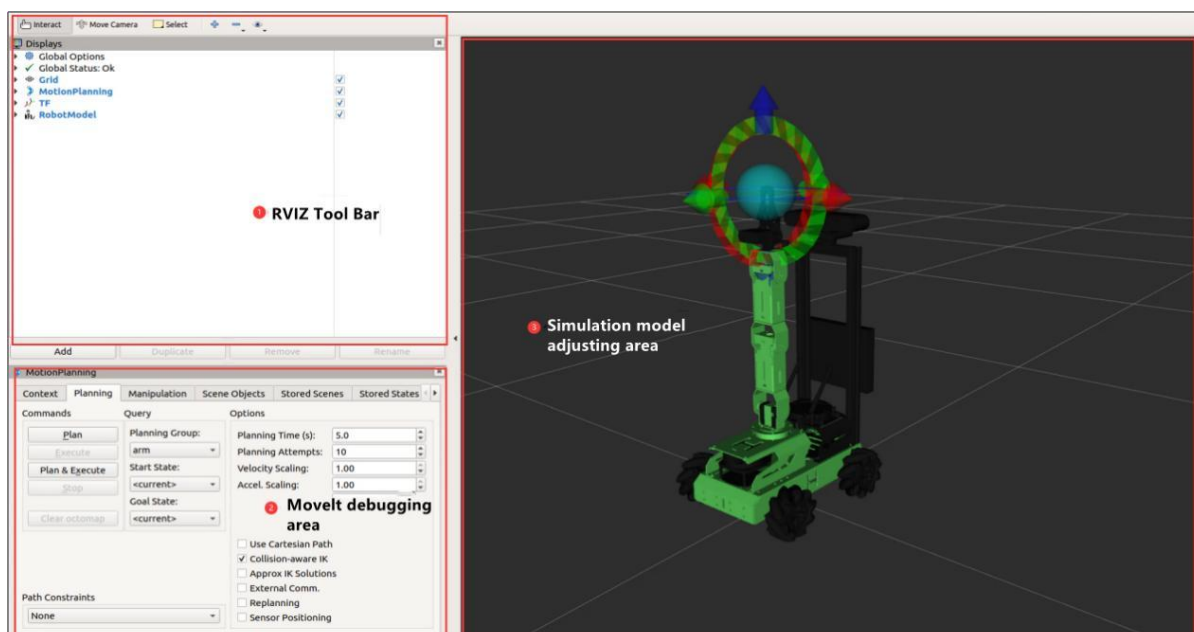 Interact Move Camera Select
Displays
Global Options
Global Status: Ok
Grid
MotionPlanning
TF
RobotModel
1 RVIZ Tool Bar
Add Duplicate Remove Rename
MotionPlanning
Context Planning Manipulation Scene Objects Stored Scenes Stored States
Commands Query Options
Plan Planning Group: Planning Time (s): 5.0
Execute arm Planning Attempts: 10
Plan & Execute Start State: Velocity Scaling: 1.00
Stop <current> Accel. Scaling: 1.00
Goal State:
Clear octomap <current>
2 MoveIt debugging
area
Use Cartesian Path
Collision-aware IK
Approx IK Solutions
External Comm.
Replanning
Sensor Positioning
Path Constraints
None
3 Simulation model
adjusting area